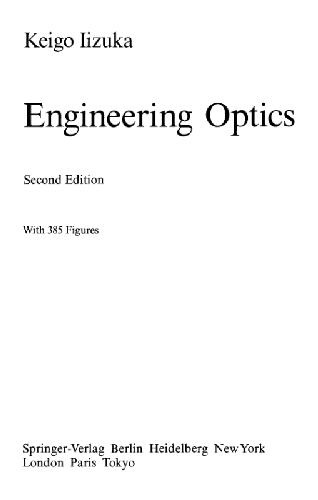 Keigo Iizuka
Engineering Optics
Second Edition
With 385 Figures
Springer-Verlag Berlin Heidelberg New York
London Paris Tokyo